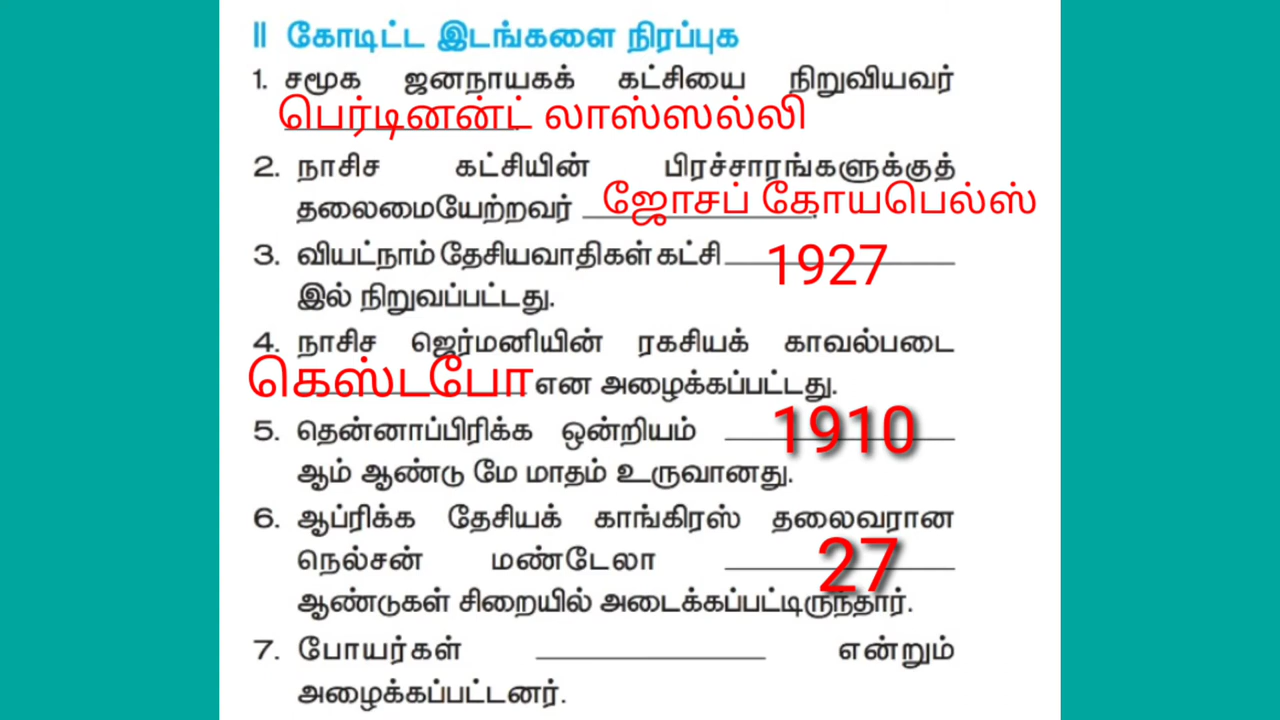 II கோடிட்ட இடங்களை நிரப்புக
1. சமூக ஜனநாயகக் கட்சியை நிறுவியவர்
பெர்டினன்ட் லாஸ்ஸல்லி
2. நாசிச கட்சியின் பிரச்சாரங்களுக்குத்
தலைமையேற்றவர் ஜோசப் கோயபெல்ஸ்.
3. வியட்நாம் தேசியவாதிகள் கட்சி 1927
இல் நிறுவப்பட்டது.
4. நாசிச ஜெர்மனியின் ரகசியக் காவல்படை
கெஸ்டபோ என அழைக்கப்பட்டது.
5. தென்னாப்பிரிக்க ஒன்றியம் 1910
ஆம் ஆண்டு மே மாதம் உருவானது.
6. ஆப்ரிக்க தேசியக் காங்கிரஸ் தலைவரான
நெல்சன் மண்டேலா 27
ஆண்டுகள் சிறையில் அடைக்கப்பட்டிருந்தார்.
7. போயர்கள் ____________ என்றும்
அழைக்கப்பட்டனர்.